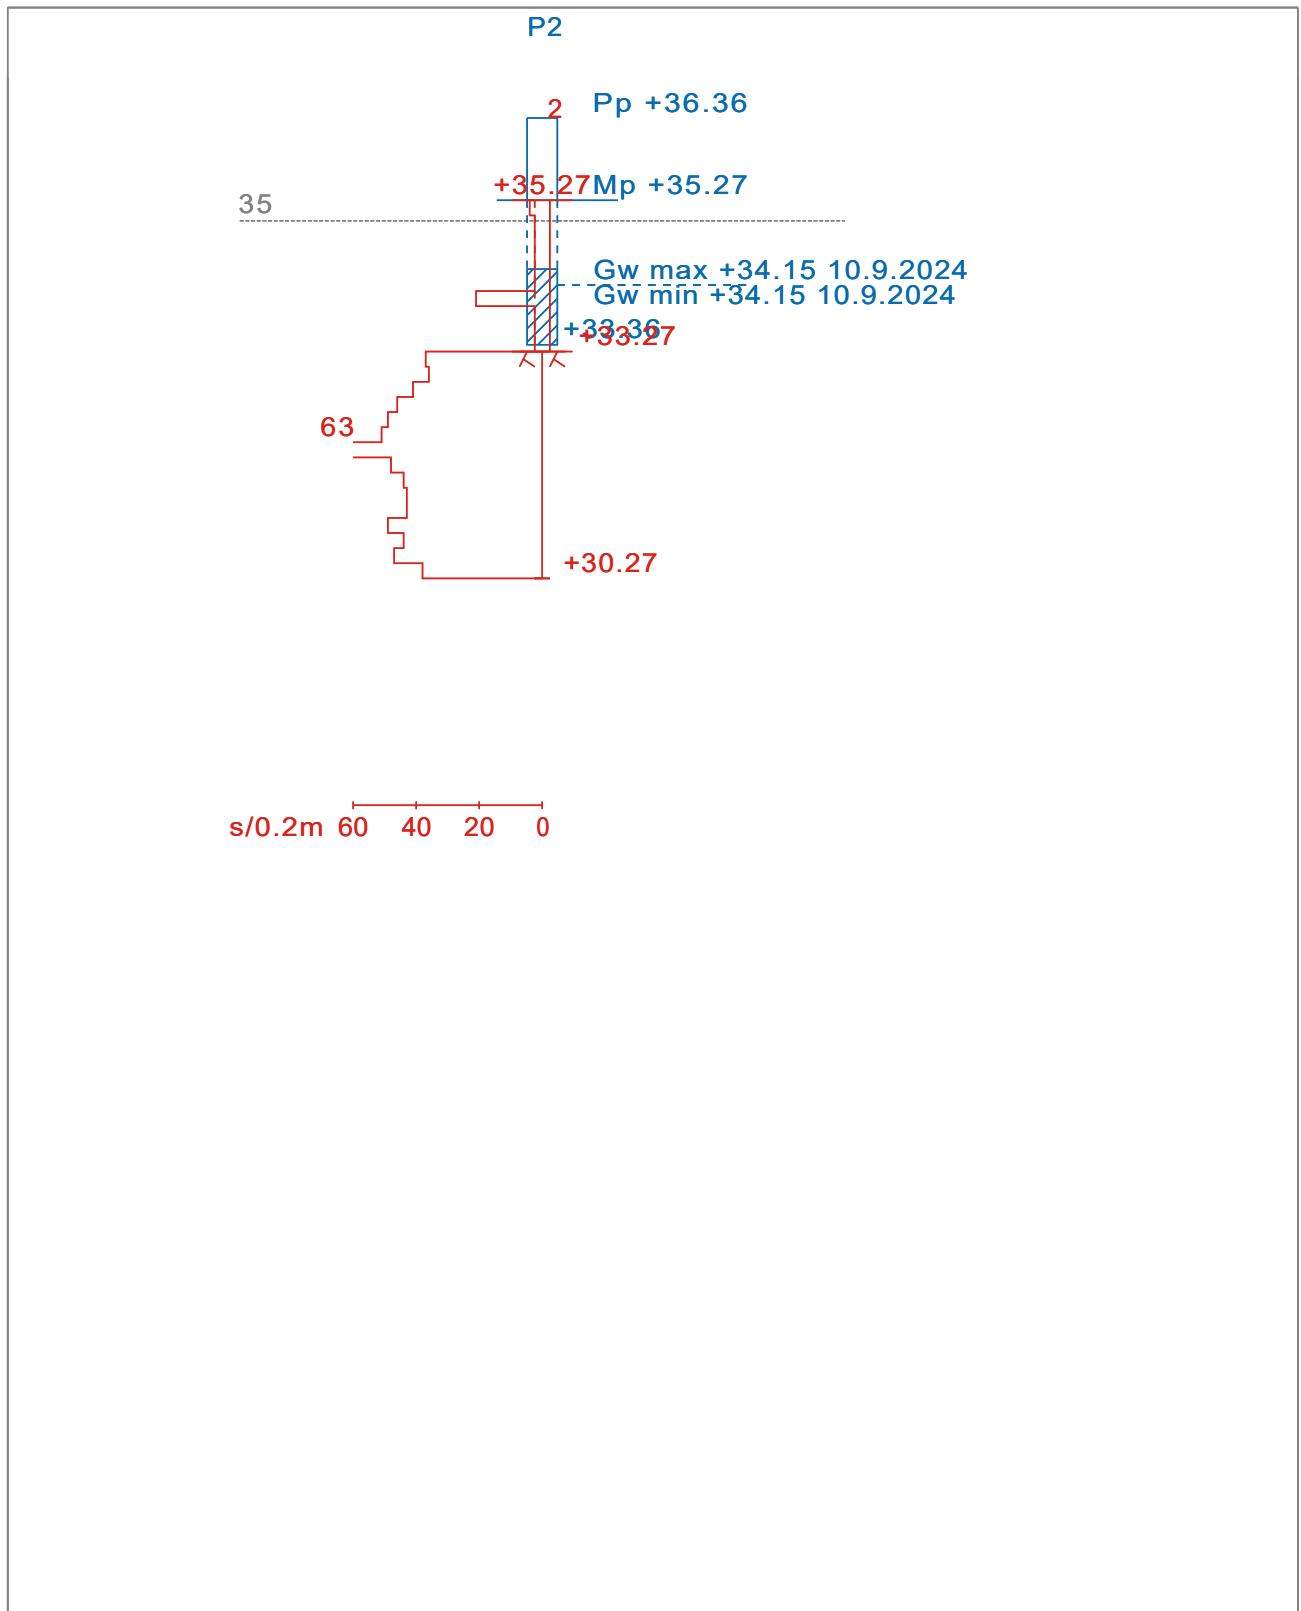 P2
2 Pp +36.36
+35.27 Mp +35.27
35
Gw max +34.15 10.9.2024
Gw min +34.15 10.9.2024
+33.36
+33.27
63
+30.27
s/0.2m 60 40 20 0